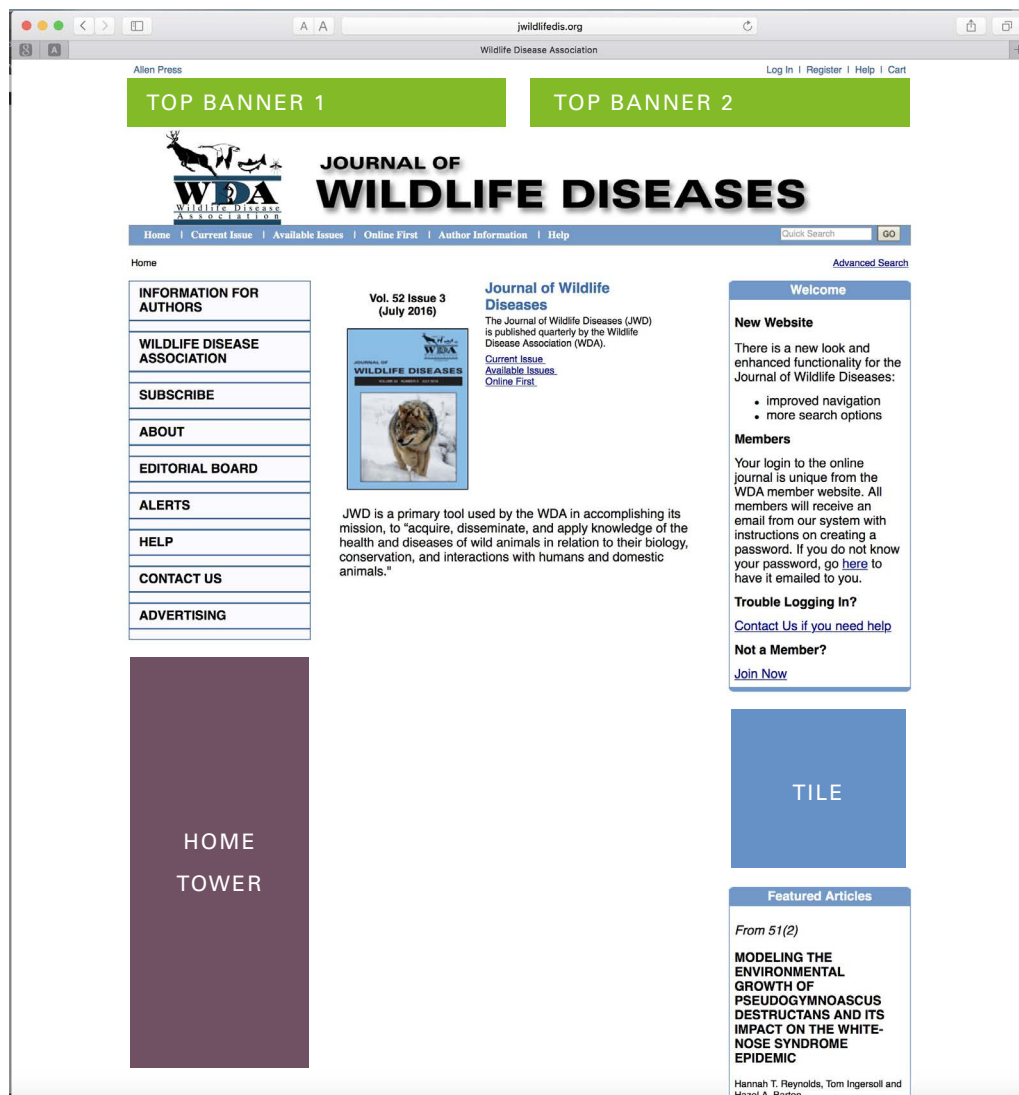 jwildlifedis.org
Wildlife Disease Association
Allen Press
Log In | Register | Help | Cart
TOP BANNER 1
TOP BANNER 2
WDA
Wildlife Disease
Association
JOURNAL OF
WILDLIFE DISEASES
Home | Current Issue | Available Issues | Online First | Author Information | Help
Quick Search
GO
Home
Advanced Search
INFORMATION FOR
AUTHORS
WILDLIFE DISEASE
ASSOCIATION
SUBSCRIBE
ABOUT
EDITORIAL BOARD
ALERTS
HELP
CONTACT US
ADVERTISING
Vol. 52 Issue 3
(July 2016)
WDA
JOURNAL OF
WILDLIFE DISEASES
Journal of Wildlife
Diseases
The Journal of Wildlife Diseases (JWD)
is published quarterly by the Wildlife
Disease Association (WDA).
Current Issue
Available Issues
Online First
JWD is a primary tool used by the WDA in accomplishing its
mission, to “acquire, disseminate, and apply knowledge of the
health and diseases of wild animals in relation to their biology,
conservation, and interactions with humans and domestic
animals."
Welcome
New Website
There is a new look and
enhanced functionality for the
Journal of Wildlife Diseases:
• improved navigation
• more search options
Members
Your login to the online
journal is unique from the
WDA member website. All
members will receive an
email from our system with
instructions on creating a
password. If you do not know
your password, go here to
have it emailed to you.
Trouble Logging In?
Contact Us if you need help
Not a Member?
Join Now
HOME
TOWER
TILE
Featured Articles
From 51(2)
MODELING THE
ENVIRONMENTAL
GROWTH OF
PSEUDOGYMNOASCUS
DESTRUCTANS AND ITS
IMPACT ON THE WHITE-
NOSE SYNDROME
EPIDEMIC
Hannah T. Reynolds, Tom Ingersoll and
Hazel A. Barton